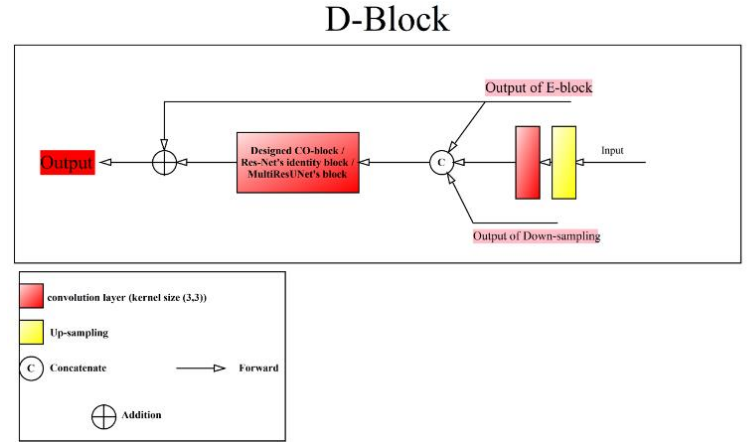 D-Block
Output of E-block
Output
Designed CO-block /
Res-Net's identity block /
MultiResUNet's block
C
Input
Output of Down-sampling
convolution layer (kernel size (3,3))
Up-sampling
C
Concatenate
Forward
Addition